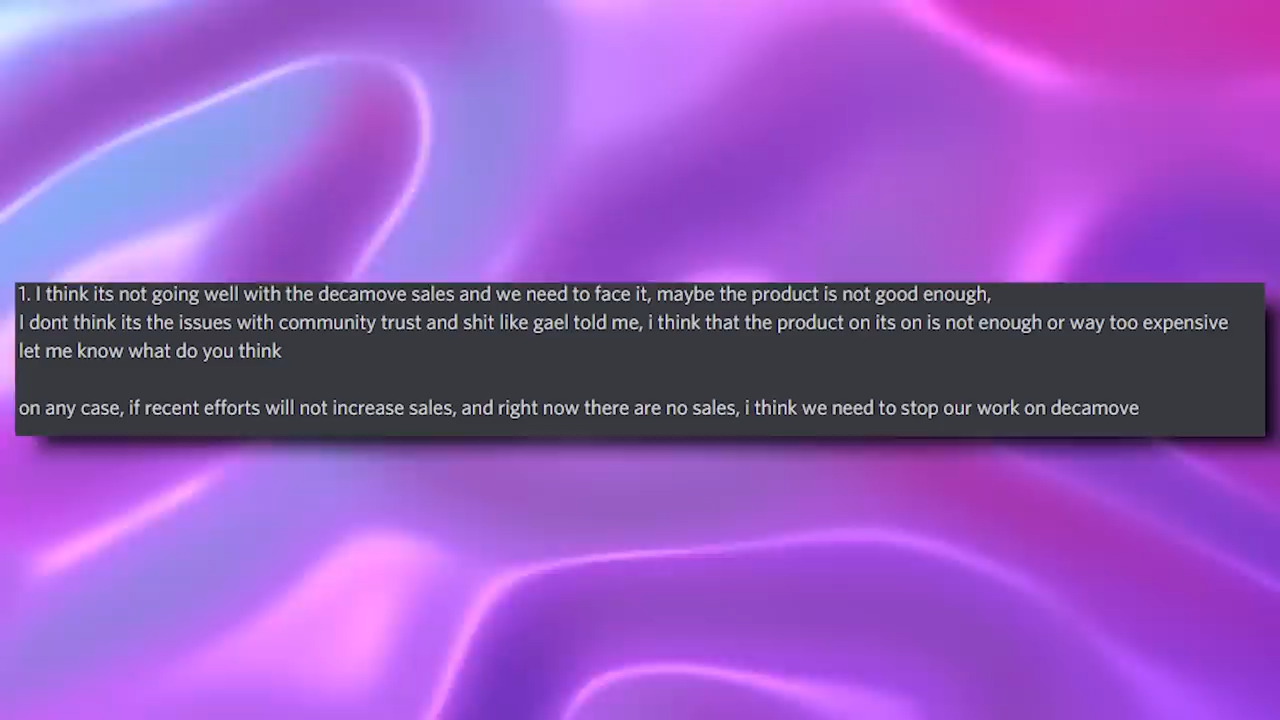 1. I think its not going well with the decamove sales and we need to face it, maybe the product is not good enough,
I dont think its the issues with community trust and shit like gael told me, i think that the product on its on is not enough or way too expensive
let me know what do you think
on any case, if recent efforts will not increase sales, and right now there are no sales, i think we need to stop our work on decamove